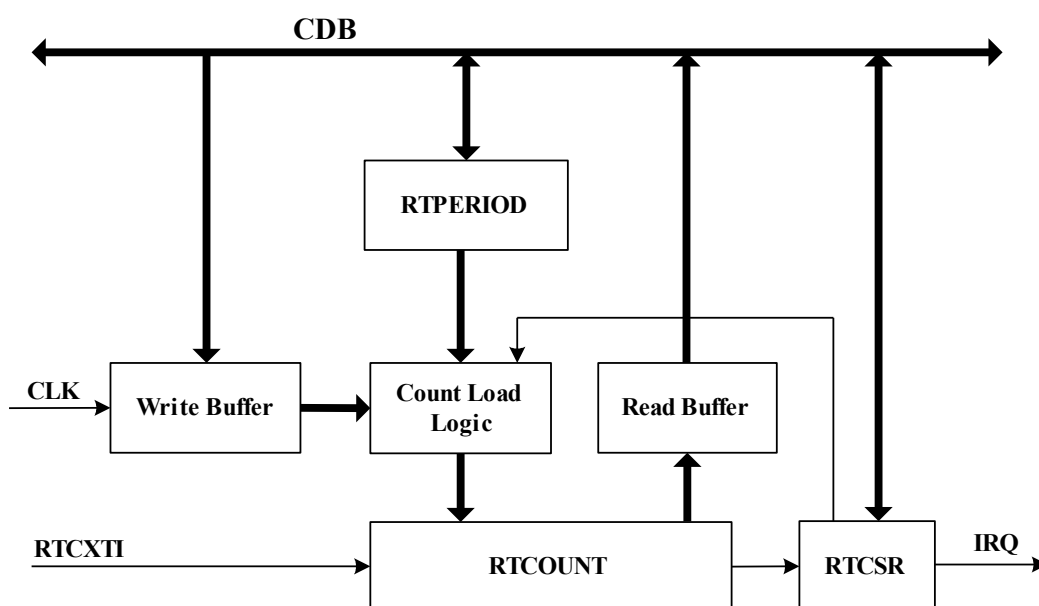 CDB
RTPERIOD
CLK
Write Buffer
Count Load
Logic
Read Buffer
RTCXTI
RTCOUNT
RTCSR
IRQ